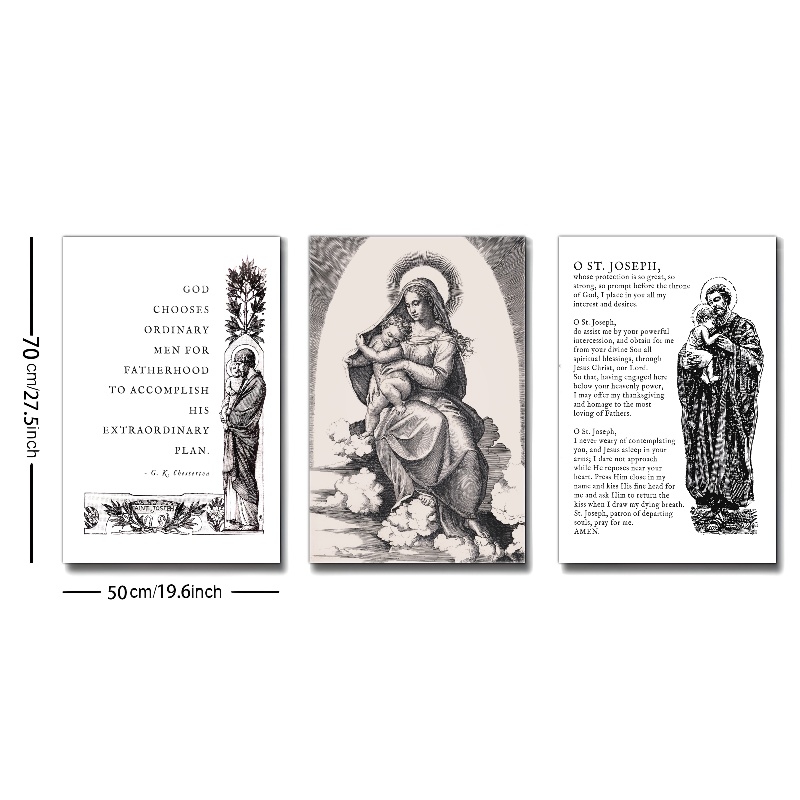 70cm/27.5inch
50cm/19.6inch
GOD
CHOOSES
ORDINARY
MEN FOR
FATHERHOOD
TO ACCOMPLISH
HIS
EXTRAORDINARY
PLAN.
- G. K. Chesterton
SAINT JOSEPH
O ST. JOSEPH,
whose protection is so great, so
strong, so prompt before the throne
of God, I place in you all my
interest and desires.
O St. Joseph,
do assist me by your powerful
intercession, and obtain for me
from your divine Son all
spiritual blessings, through
Jesus Christ, our Lord.
So that, having engaged here
below your heavenly power,
I may offer my thanksgiving
and homage to the most
loving of Fathers.
O St. Joseph,
I never weary of contemplating
you, and Jesus asleep in your
arms; I dare not approach
while He reposes near your
heart. Press Him close in my
name and kiss His fine head for
me and ask Him to return the
kiss when I draw my dying breath.
St. Joseph, patron of departing
souls, pray for me.
AMEN.